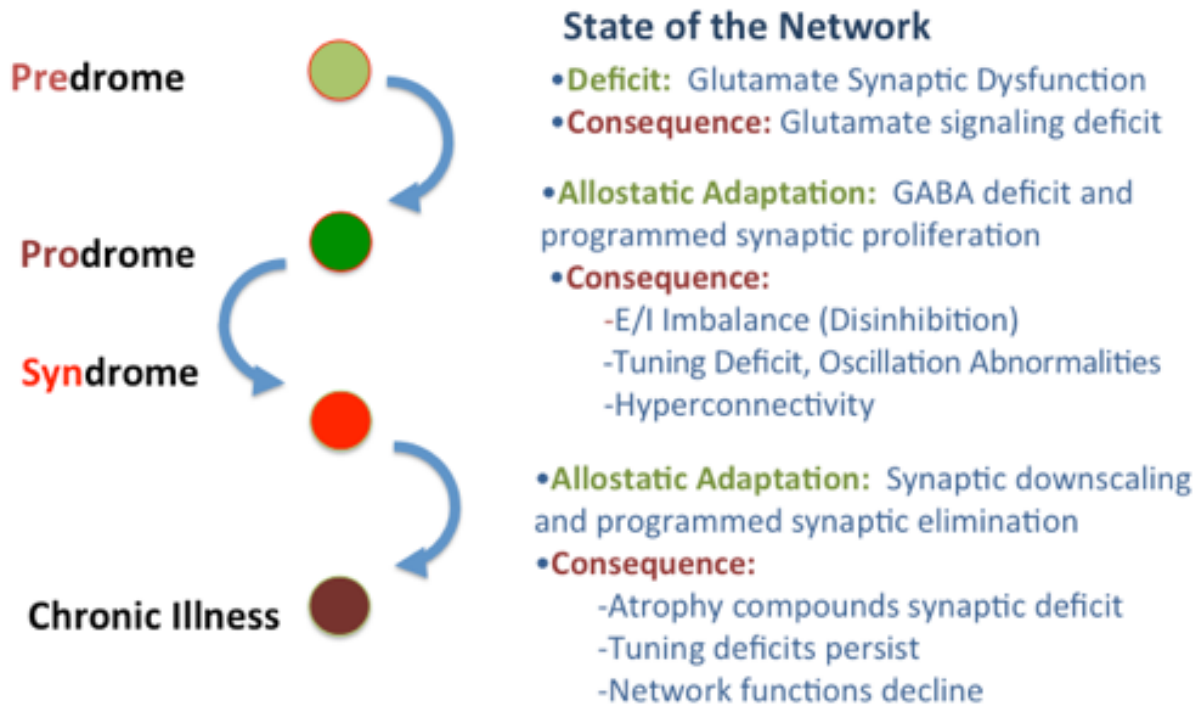 State of the Network
Predrome
•Deficit: Glutamate Synaptic Dysfunction
•Consequence: Glutamate signaling deficit
•Allostatic Adaptation: GABA deficit and
programmed synaptic proliferation
Prodrome
•Consequence:
-E/I Imbalance (Disinhibition)
-Tuning Deficit, Oscillation Abnormalities
-Hyperconnectivity
Syndrome
•Allostatic Adaptation: Synaptic downscaling
and programmed synaptic elimination
•Consequence:
-Atrophy compounds synaptic deficit
-Tuning deficits persist
-Network functions decline
Chronic Illness